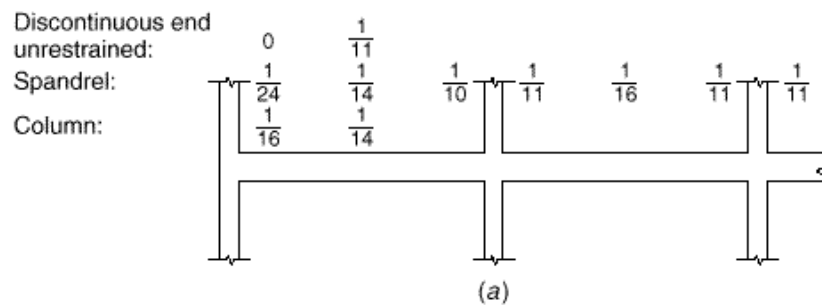 Discontinuous end
unrestrained: 0 1/11
Spandrel: 1/24 1/14 1/10 1/11 1/16 1/11 1/11
Column: 1/16 1/14
(a)